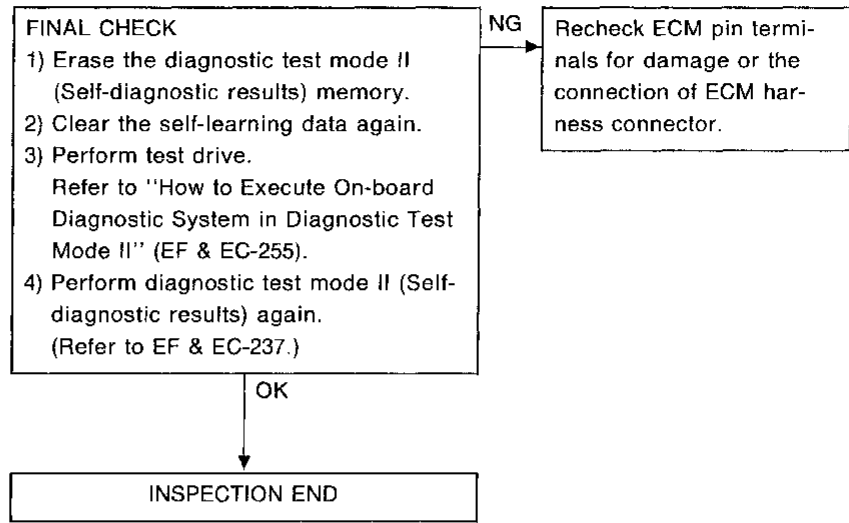 FINAL CHECK
1) Erase the diagnostic test mode II
(Self-diagnostic results) memory.
2) Clear the self-learning data again.
3) Perform test drive.
Refer to "How to Execute On-board
Diagnostic System in Diagnostic Test
Mode II" (EF & EC-255).
4) Perform diagnostic test mode II (Self-
diagnostic results) again.
(Refer to EF & EC-237.)
NG
Recheck ECM pin termi-
nals for damage or the
connection of ECM har-
ness connector.
OK
INSPECTION END